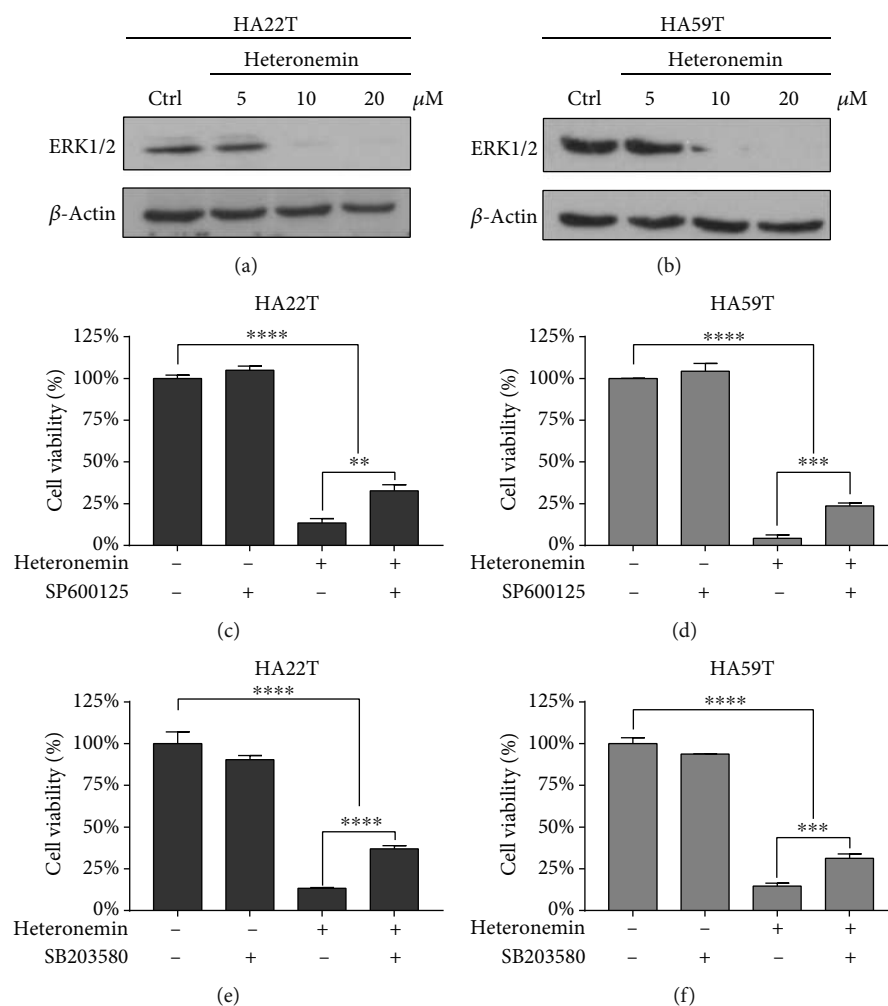 HA22T
Heteronemin
Ctrl 5 10 20 μM
ERK1/2
β-Actin
(a)
HA59T
Heteronemin
Ctrl 5 10 20 μM
ERK1/2
β-Actin
(b)
HA22T
Cell viability (%)
125%
100%
75%
50%
25%
0%
****
**
Heteronemin − − + +
SP600125 − + − +
(c)
HA59T
Cell viability (%)
125%
100%
75%
50%
25%
0%
****
***
Heteronemin − − + +
SP600125 − + − +
(d)
HA22T
Cell viability (%)
125%
100%
75%
50%
25%
0%
****
****
Heteronemin − − + +
SB203580 − + − +
(e)
HA59T
Cell viability (%)
125%
100%
75%
50%
25%
0%
****
***
Heteronemin − − + +
SB203580 − + − +
(f)